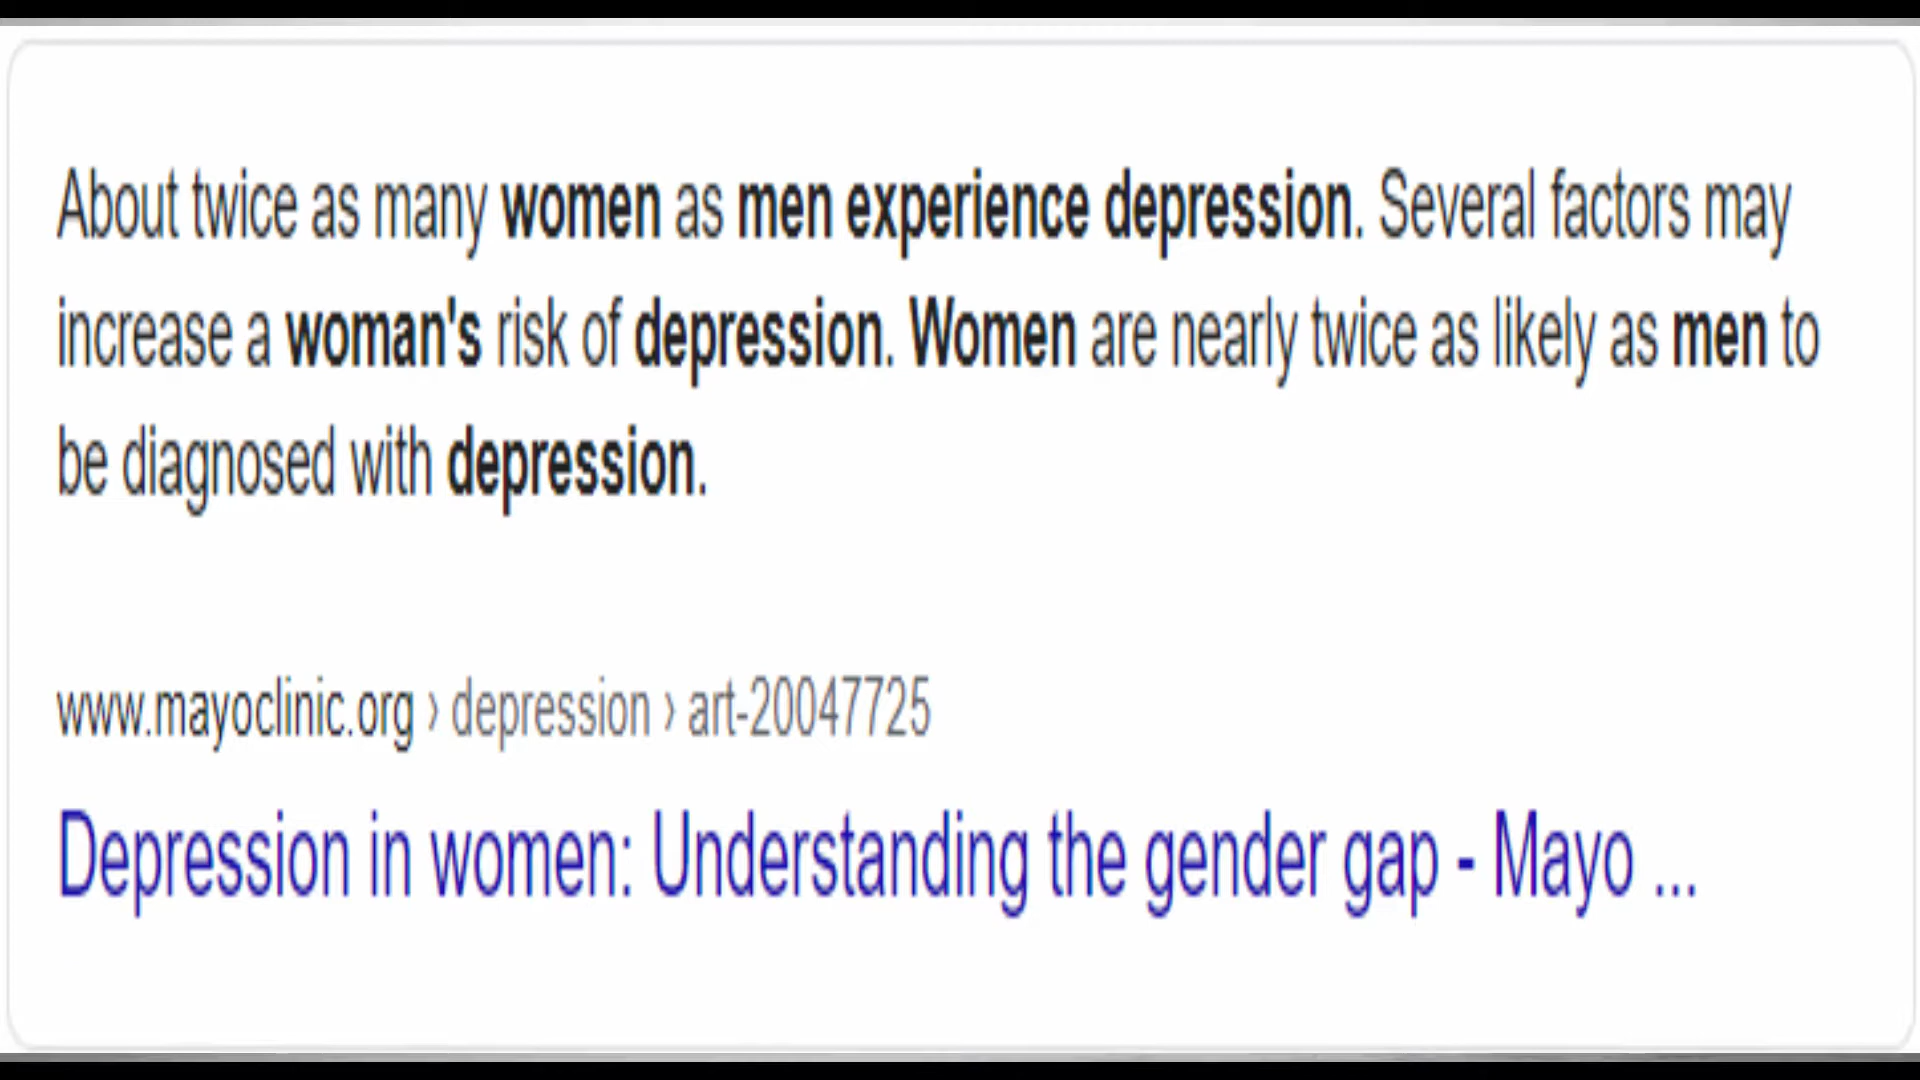 About twice as many women as men experience depression. Several factors may
increase a woman's risk of depression. Women are nearly twice as likely as men to
be diagnosed with depression.
www.mayoclinic.org › depression › art-20047725
Depression in women: Understanding the gender gap - Mayo ...